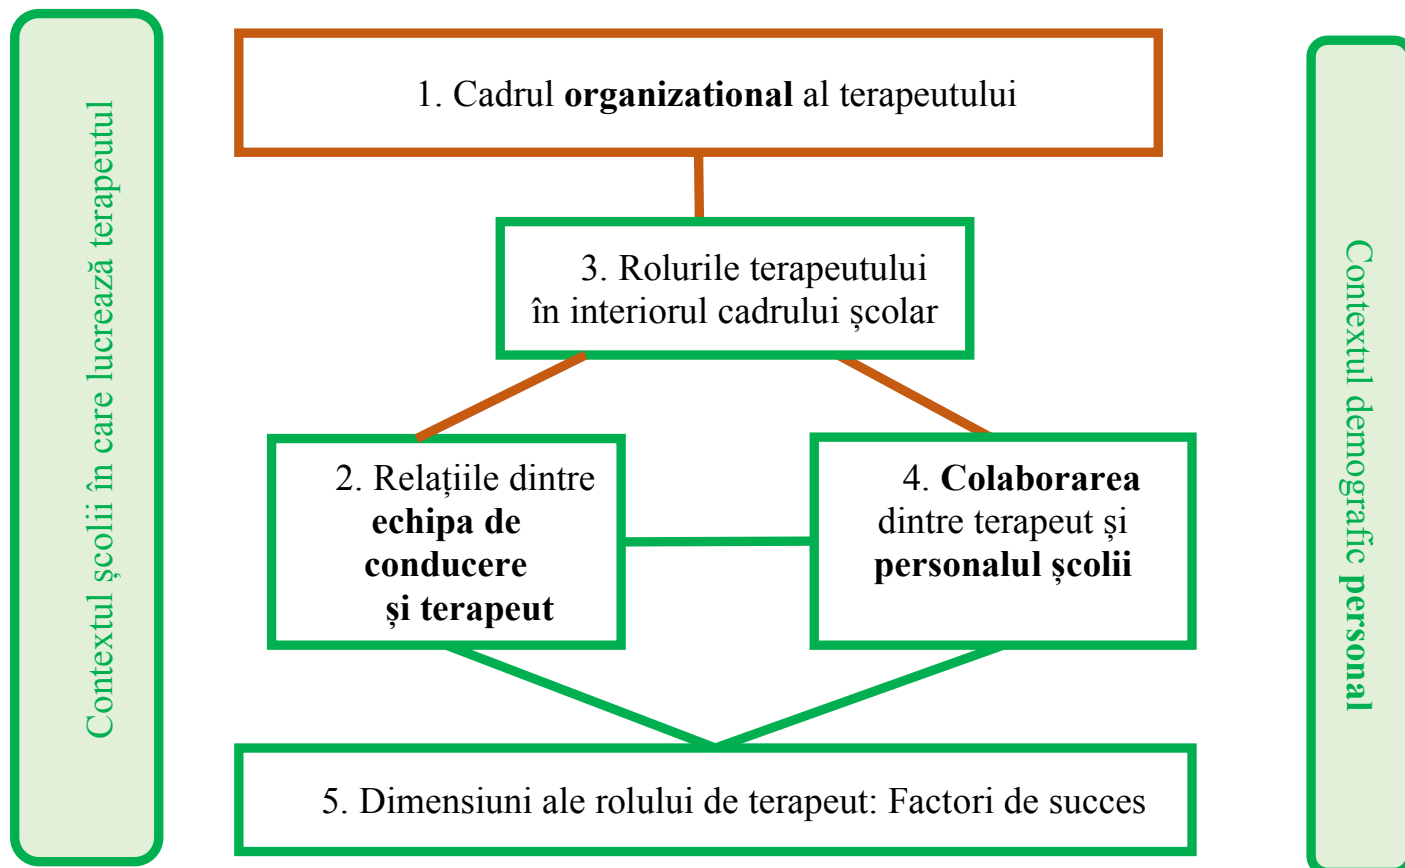 Contextul școlii în care lucrează terapeutul
1. Cadrul organizational al terapeutului
3. Rolurile terapeutului
în interiorul cadrului școlar
2. Relațiile dintre
echipa de
conducere
și terapeut
4. Colaborarea
dintre terapeut și
personalul școlii
5. Dimensiuni ale rolului de terapeut: Factori de succes
Contextul demografic personal